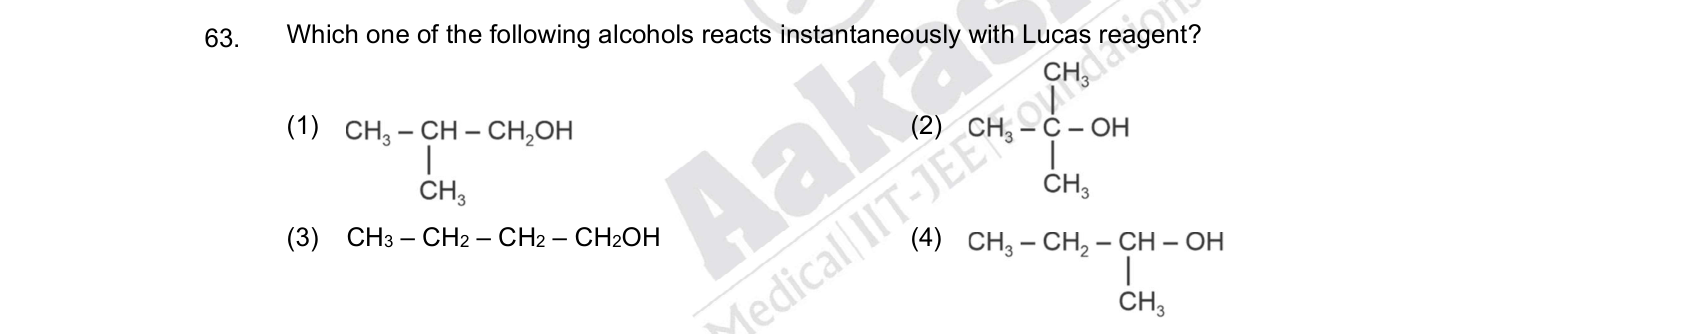 63. Which one of the following alcohols reacts instantaneously with Lucas reagent?
(1) CH₃ – CH – CH₂OH
|
CH₃
(2) CH₃ – C – OH
CH₃
|
|
CH₃
(3) CH3 – CH2 – CH2 – CH2OH
(4) CH₃ – CH₂ – CH – OH
|
CH₃
Aakas
Medical|IIT-JEE|Foundations